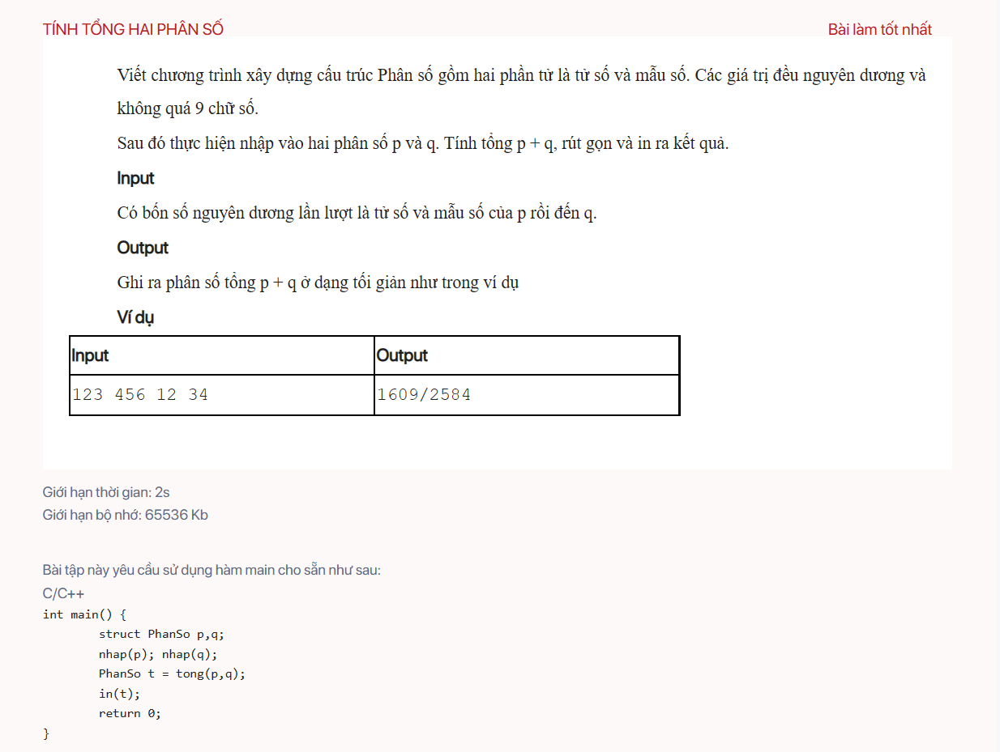 TÍNH TỔNG HAI PHÂN SỐ
Bài làm tốt nhất
Viết chương trình xây dựng cấu trúc Phân số gồm hai phần tử là tử số và mẫu số. Các giá trị đều nguyên dương và
không quá 9 chữ số.
Sau đó thực hiện nhập vào hai phân số p và q. Tính tổng p + q, rút gọn và in ra kết quả.
Input
Có bốn số nguyên dương lần lượt là tử số và mẫu số của p rồi đến q.
Output
Ghi ra phân số tổng p + q ở dạng tối giản như trong ví dụ
Ví dụ
Input Output
123 456 12 34 1609/2584
Giới hạn thời gian: 2s
Giới hạn bộ nhớ: 65536 Kb
Bài tập này yêu cầu sử dụng hàm main cho sẵn như sau:
C/C++
int main() {
struct PhanSo p,q;
nhap(p); nhap(q);
PhanSo t = tong(p,q);
in(t);
return 0;
}